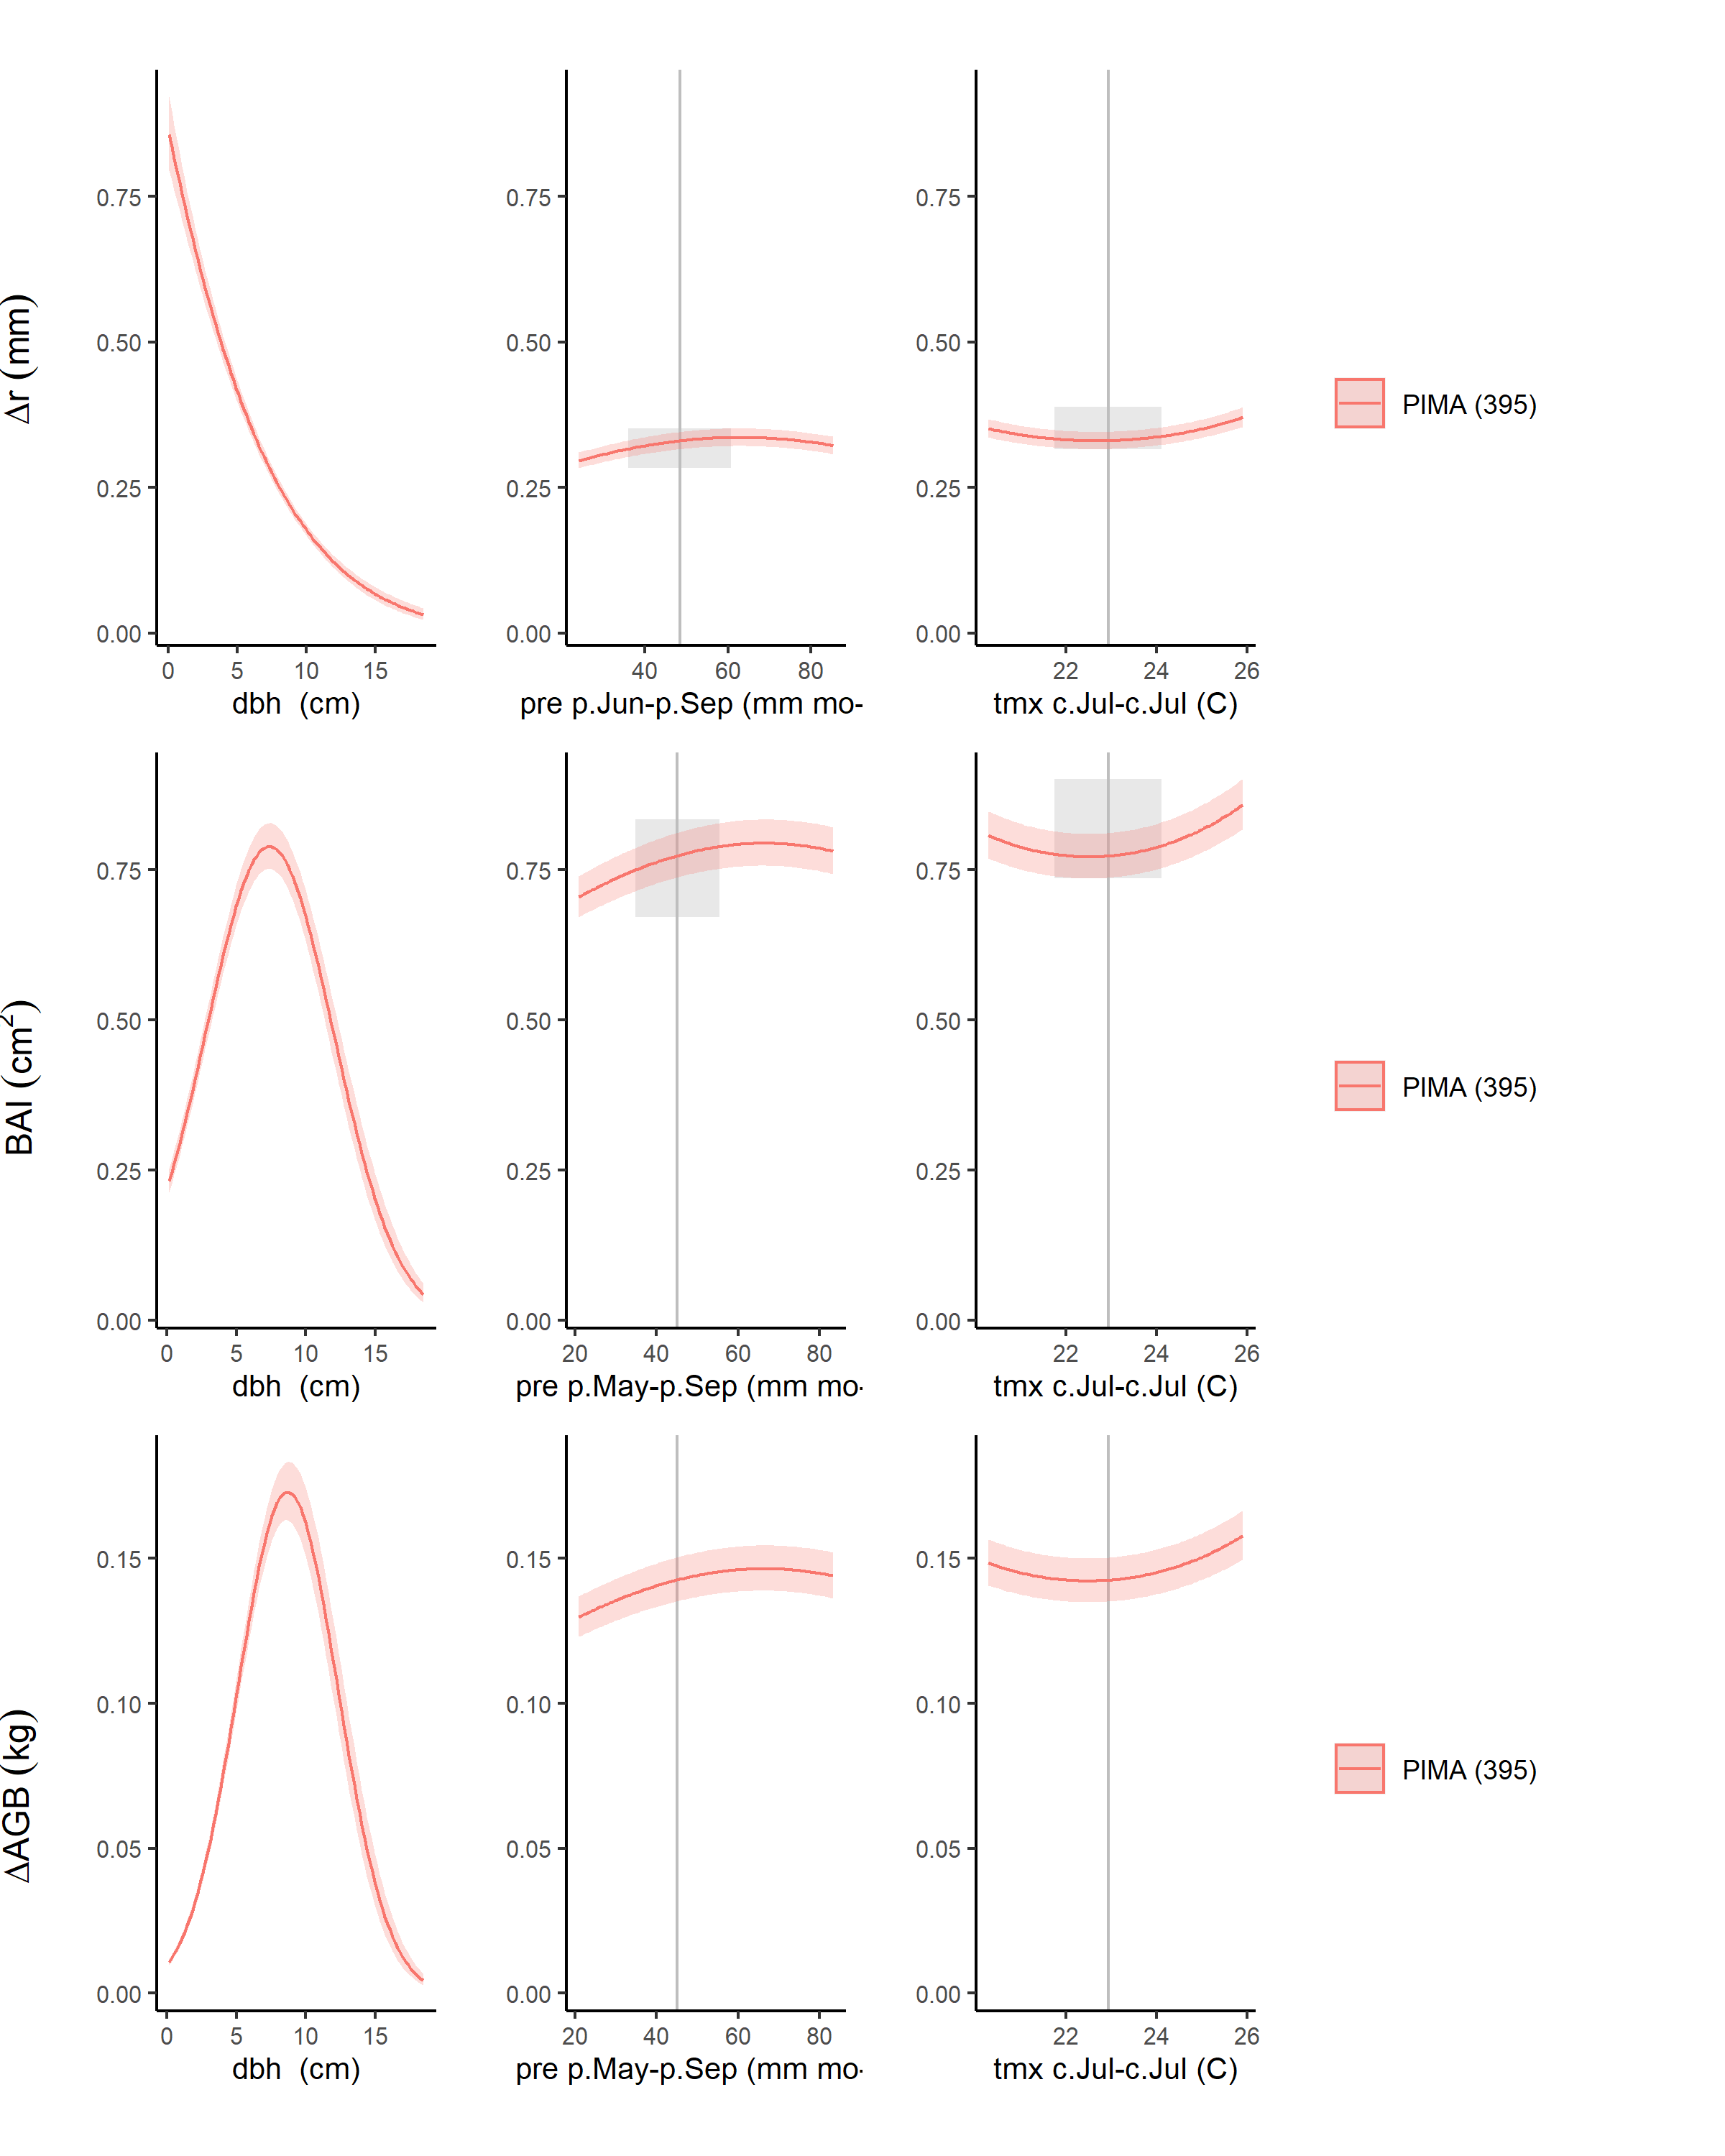 Δr (mm)
0.75
0.50
0.25
0.00
0 5 10 15
dbh (cm)
0.75
0.50
0.25
0.00
40 60 80
pre p.Jun-p.Sep (mm mo-
0.75
0.50
0.25
0.00
22 24 26
tmx c.Jul-c.Jul (C)
PIMA (395)
BAI (cm²)
0.75
0.50
0.25
0.00
0 5 10 15
dbh (cm)
0.75
0.50
0.25
0.00
20 40 60 80
pre p.May-p.Sep (mm mo-
0.75
0.50
0.25
0.00
22 24 26
tmx c.Jul-c.Jul (C)
PIMA (395)
ΔAGB (kg)
0.15
0.10
0.05
0.00
0 5 10 15
dbh (cm)
0.15
0.10
0.05
0.00
20 40 60 80
pre p.May-p.Sep (mm mo-
0.15
0.10
0.05
0.00
22 24 26
tmx c.Jul-c.Jul (C)
PIMA (395)